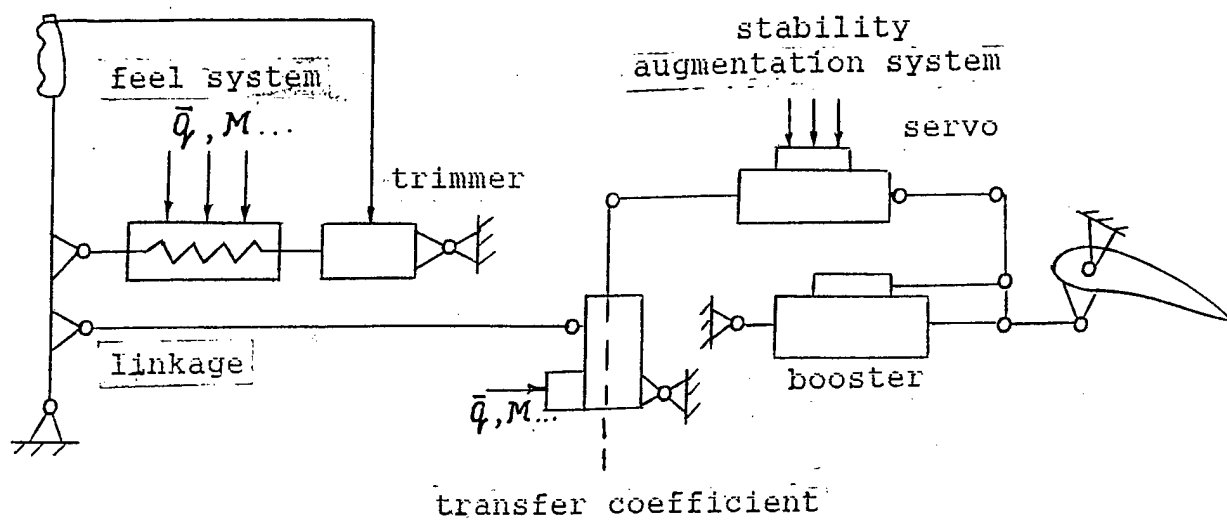 stability
augmentation system
feel system
q̄, M...
servo
trimmer
linkage
booster
q̄, M...
transfer coefficient